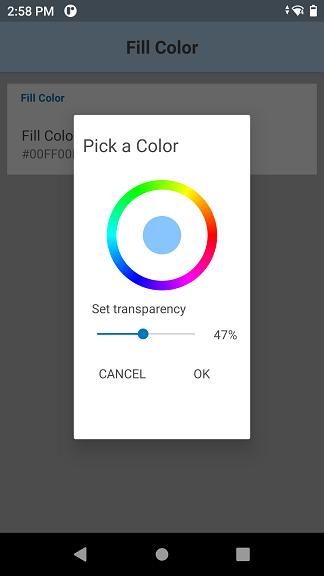 2:58 PM
Fill Color
Fill Color
Fill Colo
#00FF00
Pick a Color
Set transparency
47%
CANCEL
OK